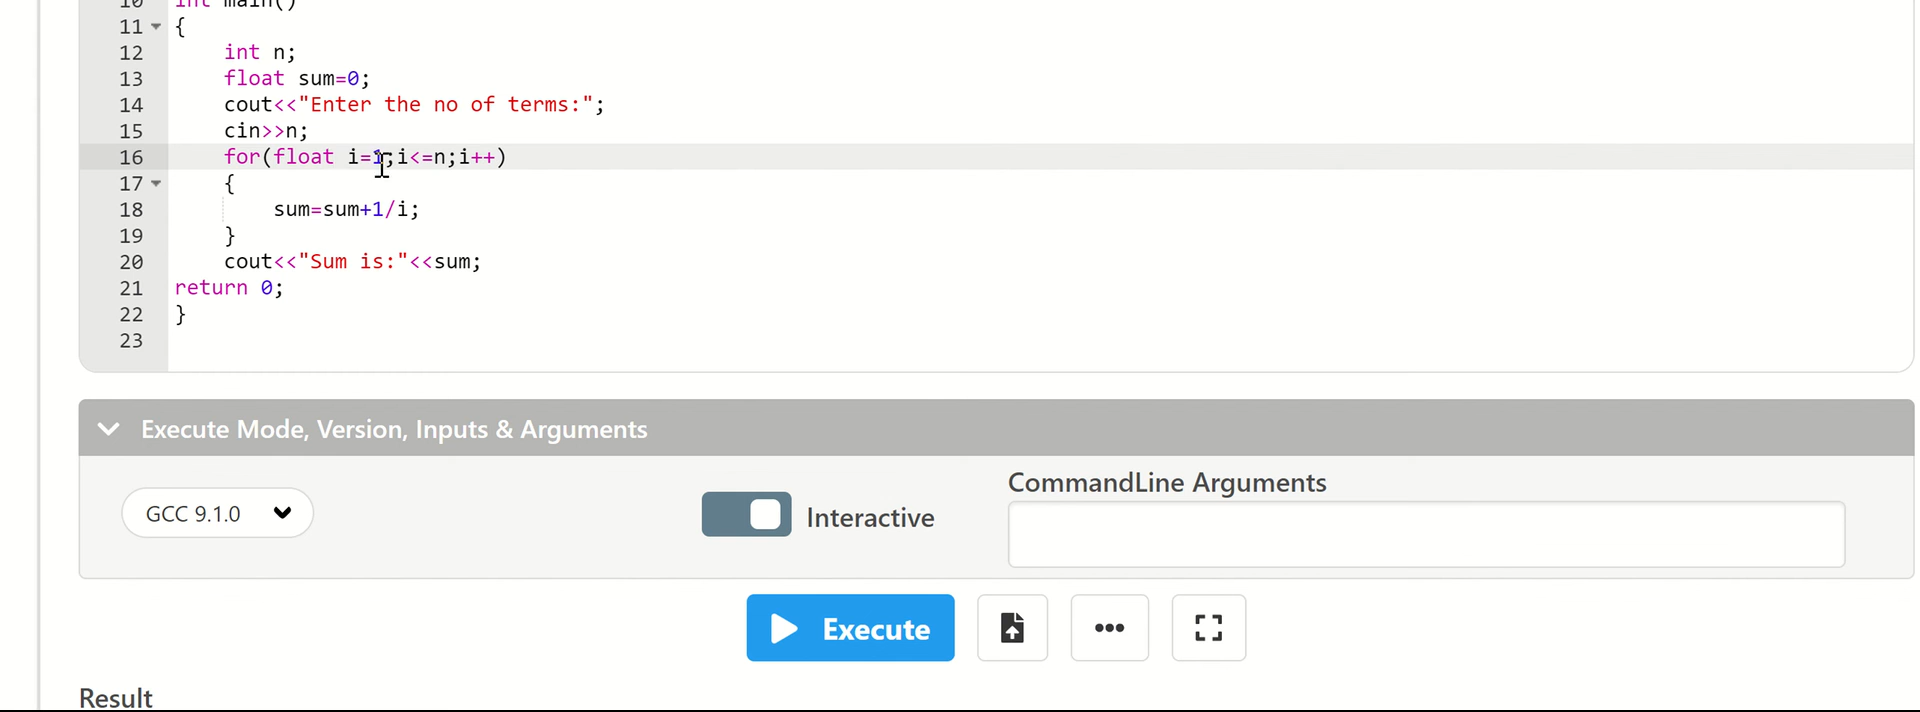 10 int main()
11 {
12 int n;
13 float sum=0;
14 cout<<"Enter the no of terms:";
15 cin>>n;
16 for(float i=1;i<=n;i++)
17 {
18 sum=sum+1/i;
19 }
20 cout<<"Sum is:"<<sum;
21 return 0;
22 }
23
Execute Mode, Version, Inputs & Arguments
CommandLine Arguments
GCC 9.1.0 Interactive
Execute
Result